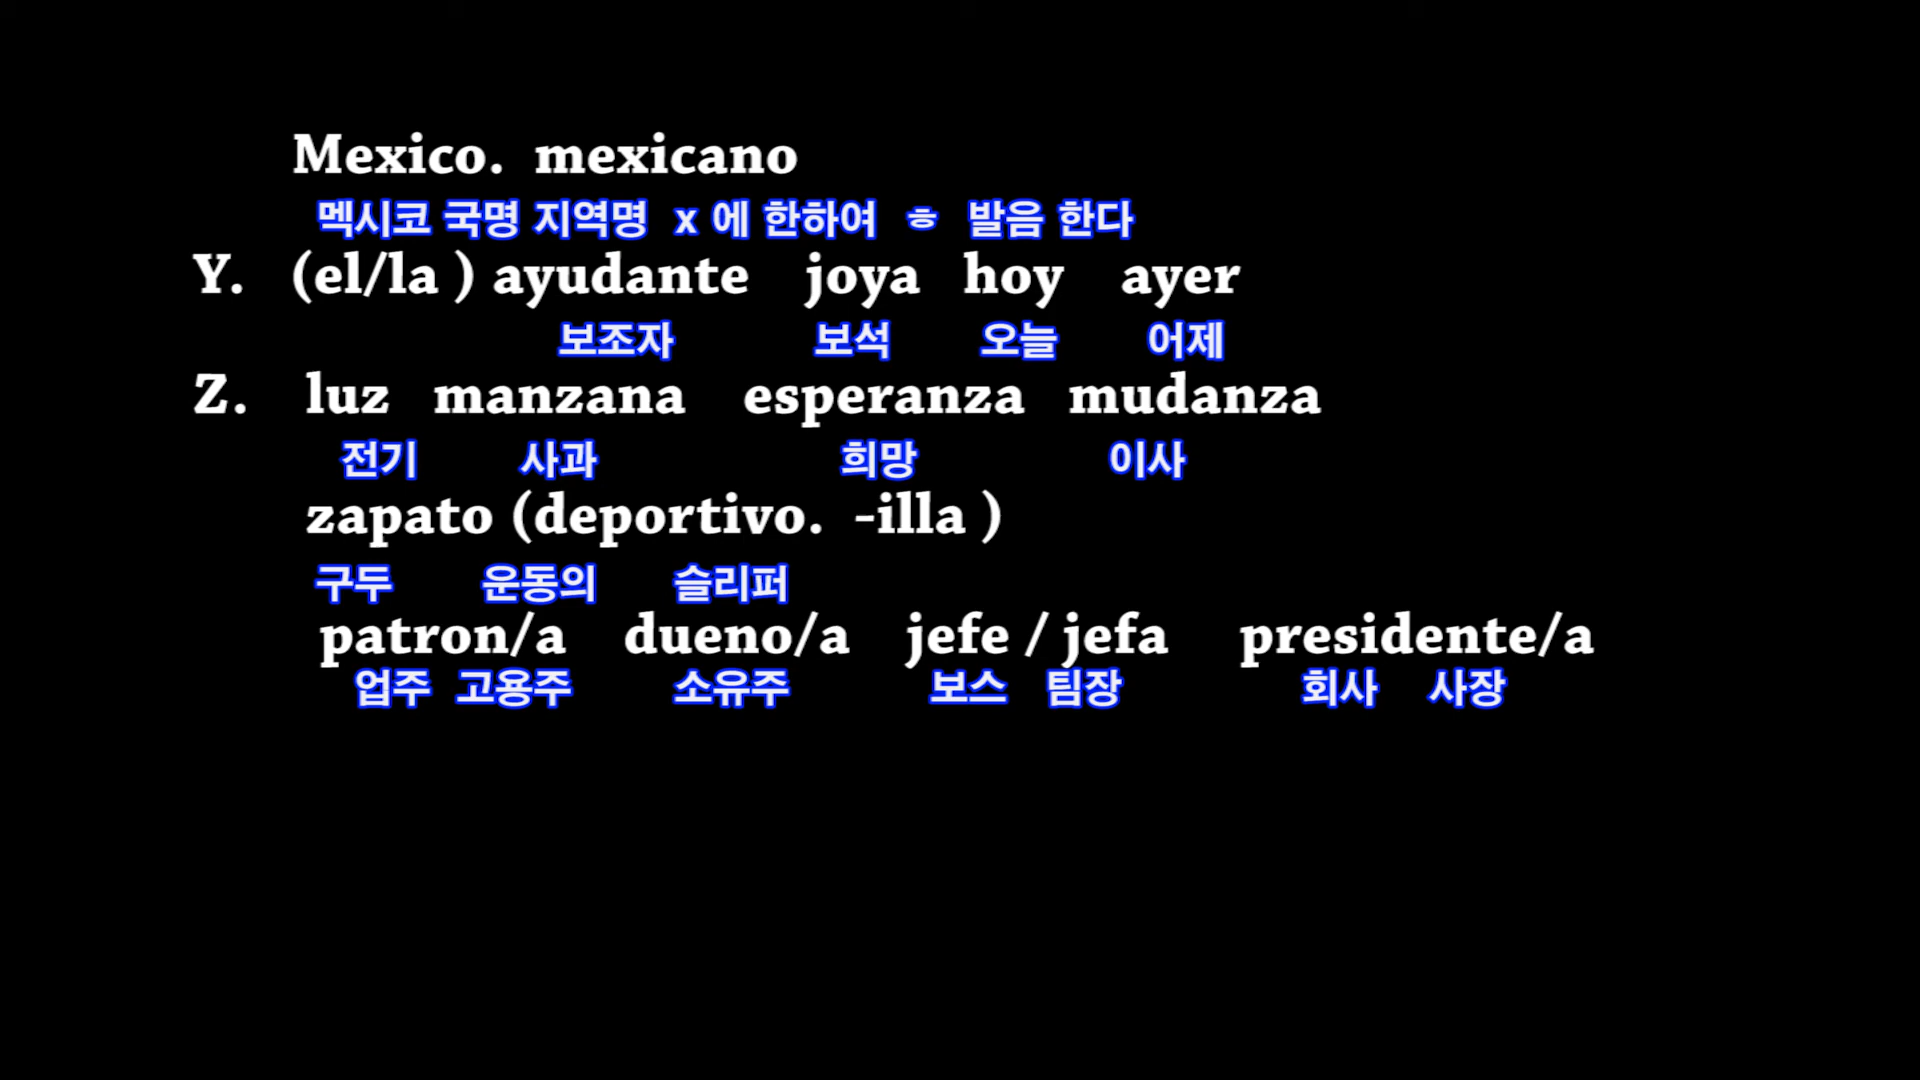 Mexico. mexicano
멕시코 국명 지역명 x 에 한하여 ㅎ 발음 한다
Y. (el/la ) ayudante joya hoy ayer
보조자 보석 오늘 어제
Z. luz manzana esperanza mudanza
전기 사과 희망 이사
zapato (deportivo. -illa )
구두 운동의 슬리퍼
patron/a dueno/a jefe / jefa presidente/a
업주 고용주 소유주 보스 팀장 회사 사장